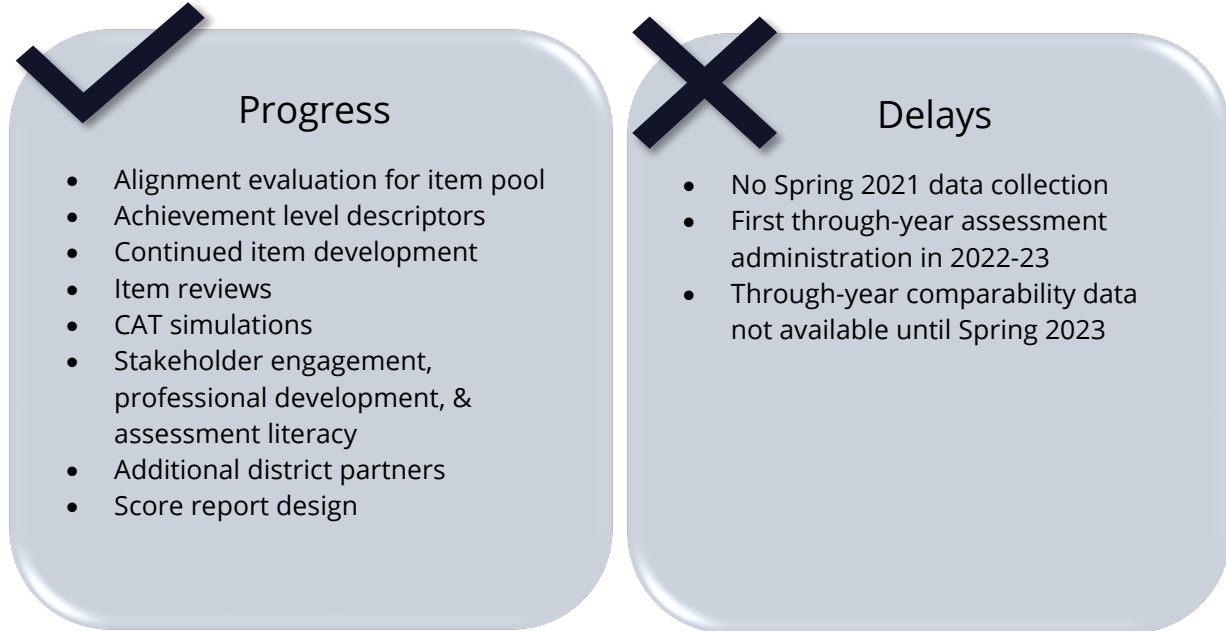 Progress
• Alignment evaluation for item pool
• Achievement level descriptors
• Continued item development
• Item reviews
• CAT simulations
• Stakeholder engagement,
professional development, &
assessment literacy
• Additional district partners
• Score report design
Delays
• No Spring 2021 data collection
• First through-year assessment
administration in 2022-23
• Through-year comparability data
not available until Spring 2023